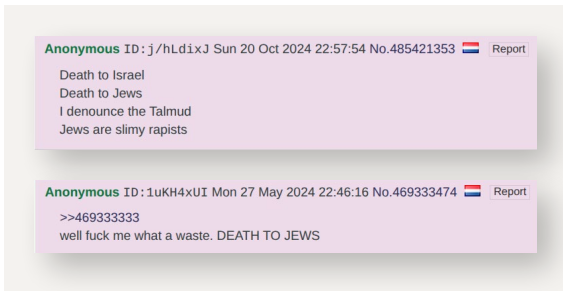 Anonymous ID:j/hLdixJ Sun 20 Oct 2024 22:57:54 No.485421353 Report
Death to Israel
Death to Jews
I denounce the Talmud
Jews are slimy rapists
Anonymous ID:1uKH4xUI Mon 27 May 2024 22:46:16 No.469333474 Report
>>469333333
well fuck me what a waste. DEATH TO JEWS